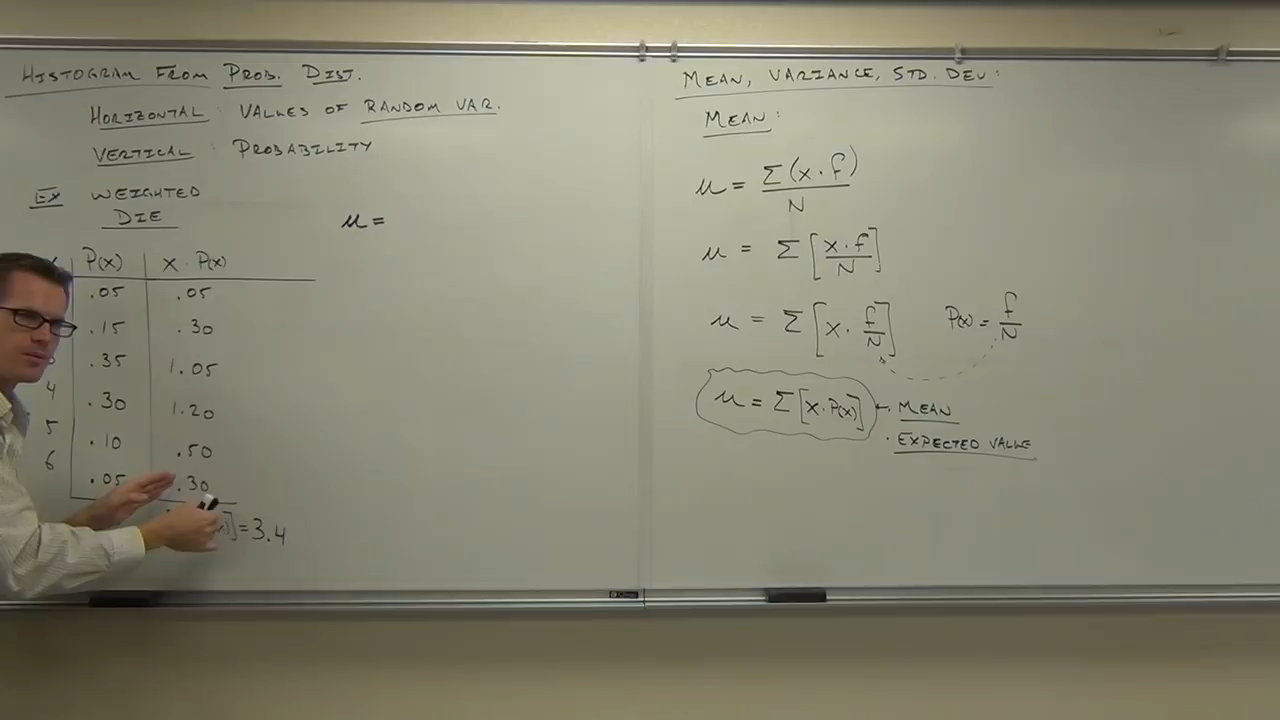 HISTOGRAM FROM PROB. DIST.
HORIZONTAL: VALUES OF RANDOM VAR.
VERTICAL: PROBABILITY
EX WEIGHTED
DIE
μ =
P(x) x · P(x)
.05 .05
.15 .30
.35 1.05
4 .30 1.20
5 .10 .50
6 .05 .30
] = 3.4
MEAN, VARIANCE, STD. DEV:
MEAN:
μ = Σ(x·f) / N
μ = Σ [x·f / N]
μ = Σ [x · f/N] P(x) = f/N
μ = Σ [x·P(x)] ← · MEAN
· EXPECTED VALUE